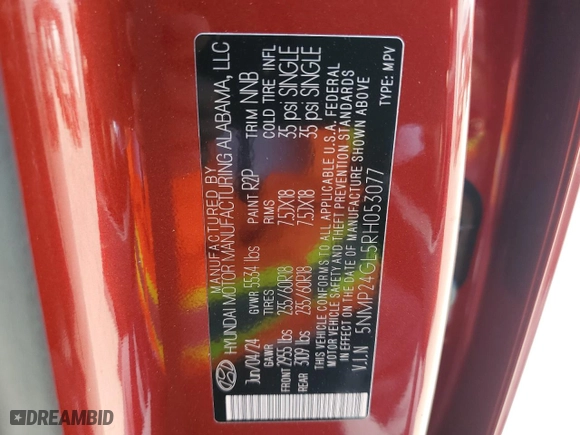 MANUFACTURED BY
HYUNDAI MOTOR MANUFACTURING ALABAMA, LLC
Jun/04/24 GVWR 5534 lbs PAINT R2P TRIM NNB
GAWR TIRES RIMS COLD TIRE INFL
FRONT 2955 lbs 235/60R18 7.5JX18 35 psi SINGLE
REAR 3109 lbs 235/60R18 7.5JX18 35 psi SINGLE
THIS VEHICLE CONFORMS TO ALL APPLICABLE U.S.A. FEDERAL
MOTOR VEHICLE SAFETY AND THEFT PREVENTION STANDARDS
IN EFFECT ON THE DATE OF MANUFACTURE SHOWN ABOVE
V.I.N 5NMP24GL5RH053077
TYPE: MPV
DREAMBID